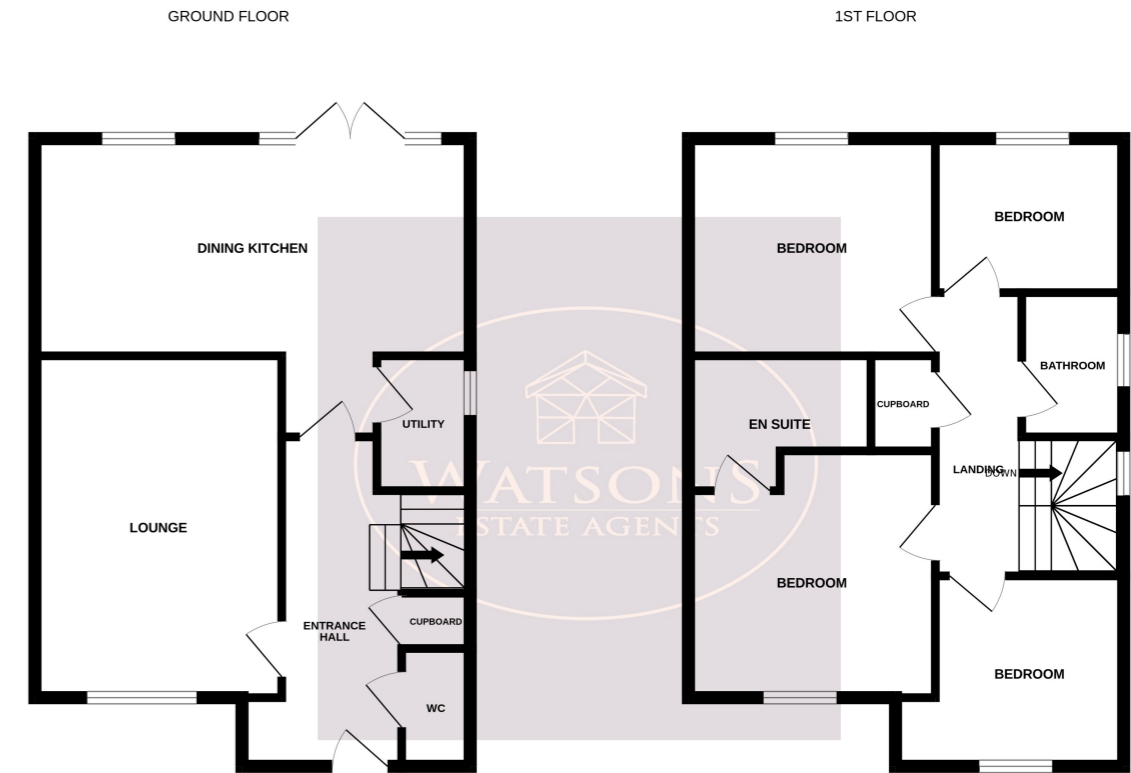 GROUND FLOOR
1ST FLOOR
DINING KITCHEN
UTILITY
LOUNGE
ENTRANCE
HALL
CUPBOARD
WC
BEDROOM
BEDROOM
BATHROOM
CUPBOARD
EN SUITE
LANDING
DOWN
BEDROOM
BEDROOM
WATSONS
ESTATE AGENTS